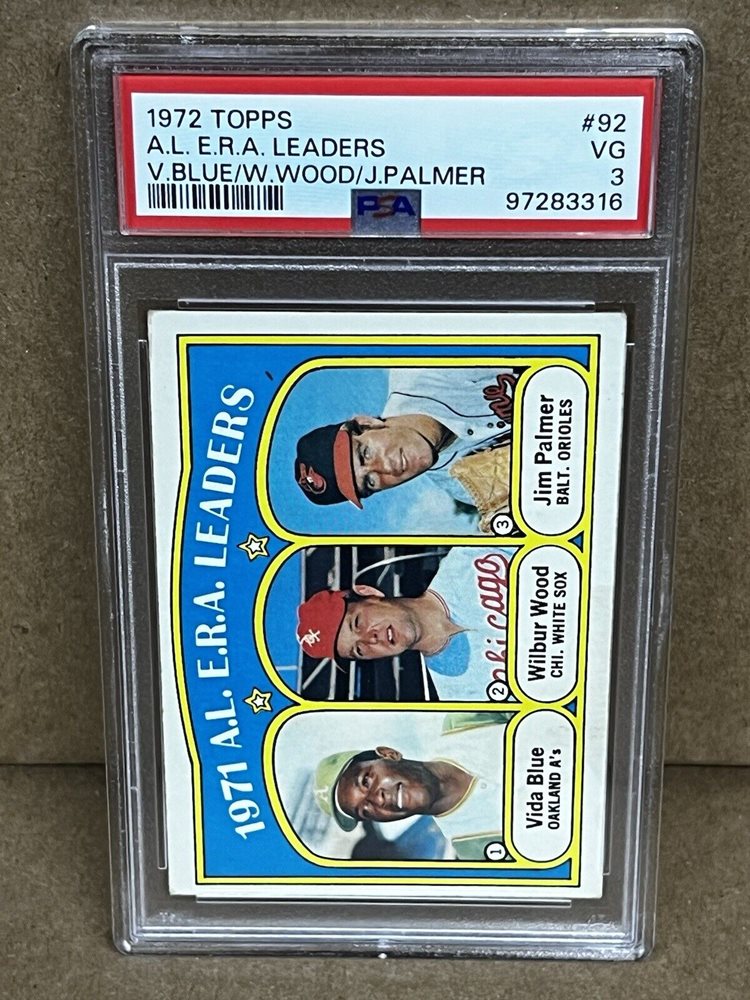 1972 TOPPS #92
A.L. E.R.A. LEADERS VG
V.BLUE/W.WOOD/J.PALMER 3
PSA 97283316
1971 A.L. E.R.A. LEADERS
A
Chicago
1
2
3
Vida Blue
OAKLAND A's
Wilbur Wood
CHI. WHITE SOX
Jim Palmer
BALT. ORIOLES